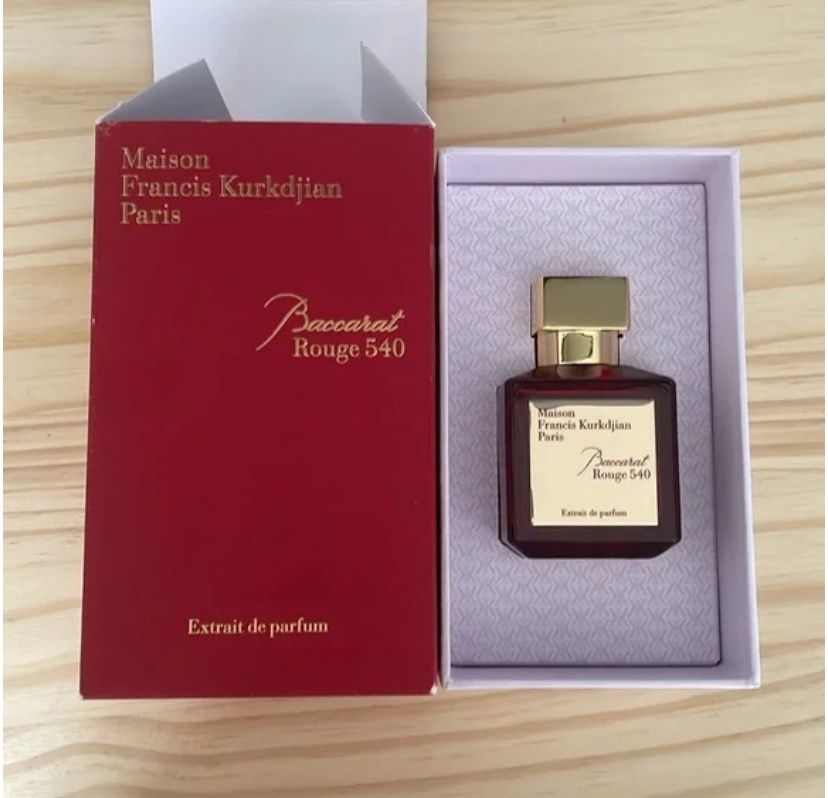 Maison
Francis Kurkdjian
Paris
Baccarat
Rouge 540
Extrait de parfum
Maison
Francis Kurkdjian
Paris
Baccarat
Rouge 540
Extrait de parfum